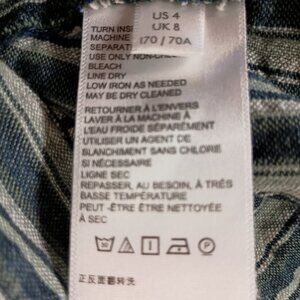 US 4
UK 8
170 / 70A
TURN INSI
MACHINE
SEPARAT
USE ONLY NON-
BLEACH
LINE DRY
LOW IRON AS NEEDED
MAY BE DRY CLEANED
RETOURNER À L'ENVERS
LAVER À LA MACHINE À
L'EAU FROIDE SÉPARÉMENT
UTILISER UN AGENT DE
BLANCHIMENT SANS CHLORE
SI NÉCESSAIRE
LIGNE SEC
REPASSER, AU BESOIN, À TRÈS
BASSE TEMPÉRATURE
PEUT -ÊTRE ÊTRE NETTOYÉE
À SEC
正反面翻转洗